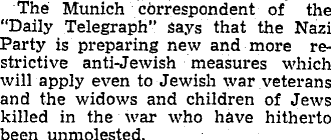 The Munich correspondent of the
"Daily Telegraph" says that the Nazi
Party is preparing new and more re-
strictive anti-Jewish measures which
will apply even to Jewish war veterans
and the widows and children of Jews
killed in the war who have hitherto
been unmolested.